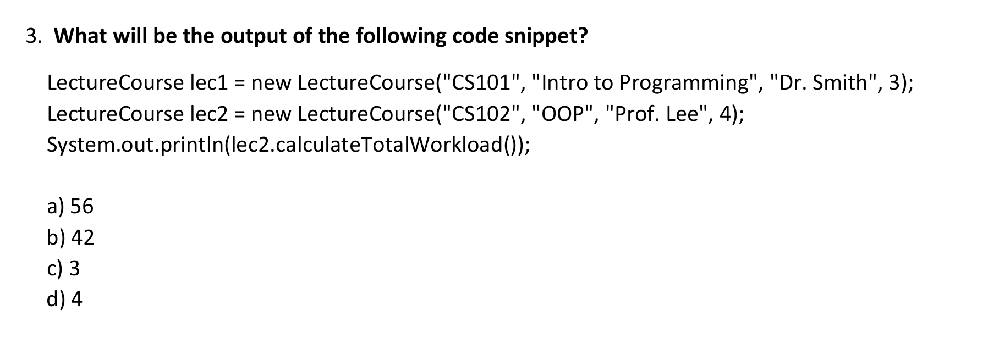 3. What will be the output of the following code snippet?
LectureCourse lec1 = new LectureCourse("CS101", "Intro to Programming", "Dr. Smith", 3);
LectureCourse lec2 = new LectureCourse("CS102", "OOP", "Prof. Lee", 4);
System.out.println(lec2.calculateTotalWorkload());
a) 56
b) 42
c) 3
d) 4